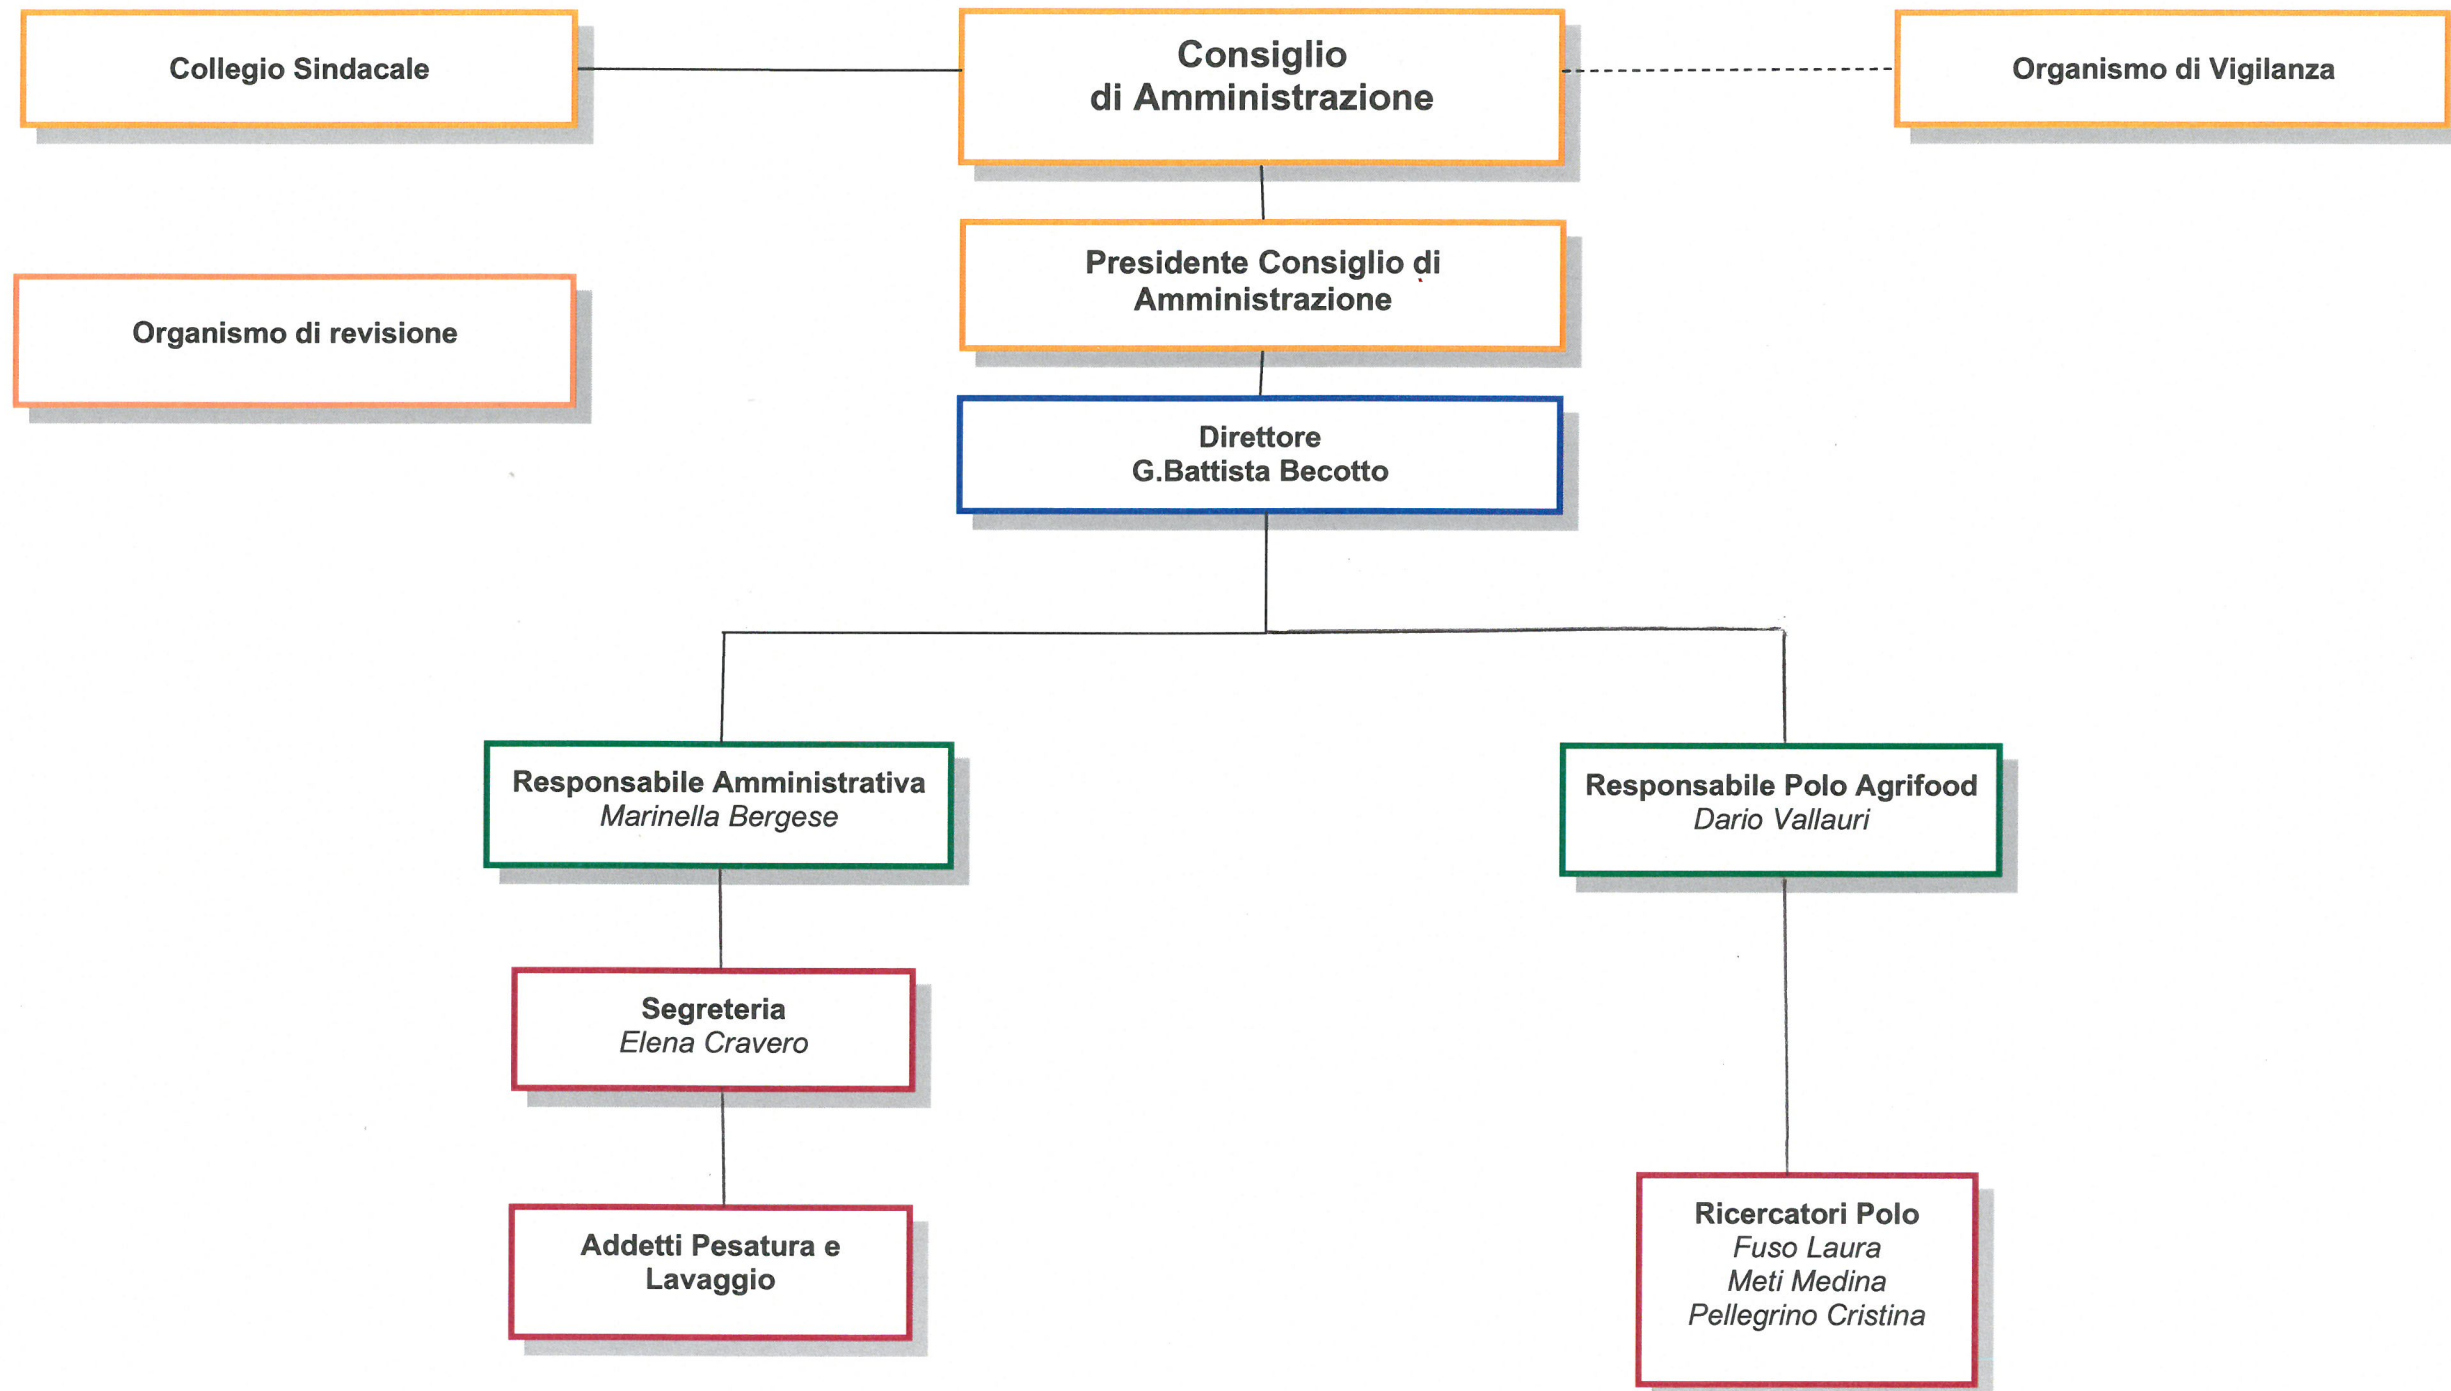 Collegio Sindacale
Consiglio
di Amministrazione
Organismo di Vigilanza
Presidente Consiglio di
Amministrazione
Organismo di revisione
Direttore
G.Battista Becotto
Responsabile Amministrativa
Marinella Bergese
Responsabile Polo Agrifood
Dario Vallauri
Segreteria
Elena Cravero
Addetti Pesatura e
Lavaggio
Ricercatori Polo
Fuso Laura
Meti Medina
Pellegrino Cristina